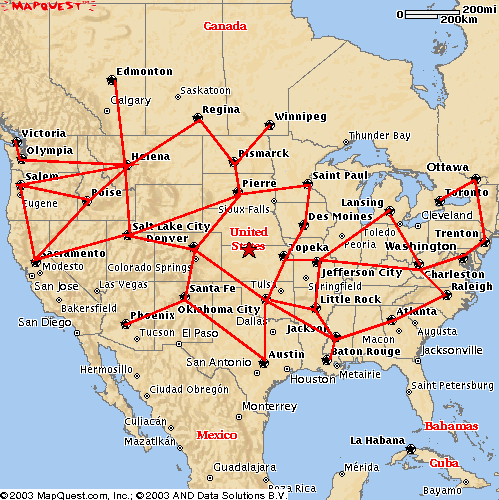 "MAPQUEST"
200mi
0
200km
Canada
Edmonton
Saskatoon
Calgary
Regina
Winnipeg
Victoria
Thunder Bay
Olympia
Helena
Bismarck
Ottawa
Salem
Pierre
Saint Paul
Eugene
Boise
Sioux Falls
Lansing
Toronto
Des Moines
Cleveland
Salt Lake City
United
States
Toledo
Trenton
Denver
Peoria
Washington
Sacramento
Topeka
Modesto
Colorado Springs
Jefferson City
Charleston
San Jose
Las Vegas
Santa Fe
Tuls
Springfield
Raleigh
Bakersfield
Oklahoma City
Little Rock
Phoenix
Atlanta
San Diego
Tucson
El Paso
Dallas
Jackson
Macon
Augusta
Austin
Baton Rouge
Jacksonville
San Antonio
Hermosillo
Houston
Metairie
Ciudad Obregón
Saint Petersburg
Monterrey
Culiacán
Bahamas
Mazatlán
Mexico
La Habana
Guadalajara
Mérida
Cuba
Poza Rica
Bayamo
©2003 MapQuest.com, Inc.; ©2003 AND Data Solutions B.V.